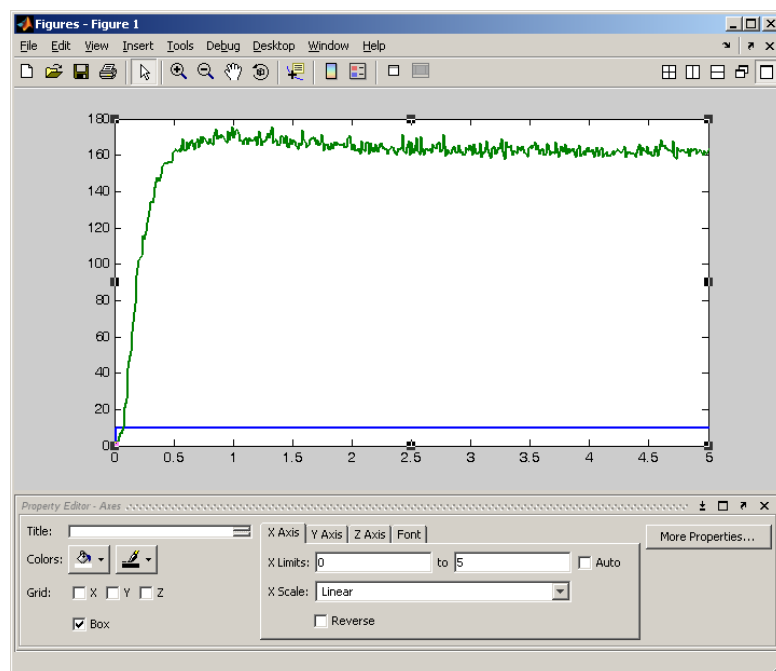 Figures - Figure 1
File Edit View Insert Tools Debug Desktop Window Help
180
160
140
120
100
80
60
40
20
0
0 0.5 1 1.5 2 2.5 3 3.5 4 4.5 5
Property Editor - Axes
Title:
X Axis Y Axis Z Axis Font
More Properties...
Colors:
X Limits: 0 to 5 Auto
Grid: X Y Z
X Scale: Linear
Box
Reverse